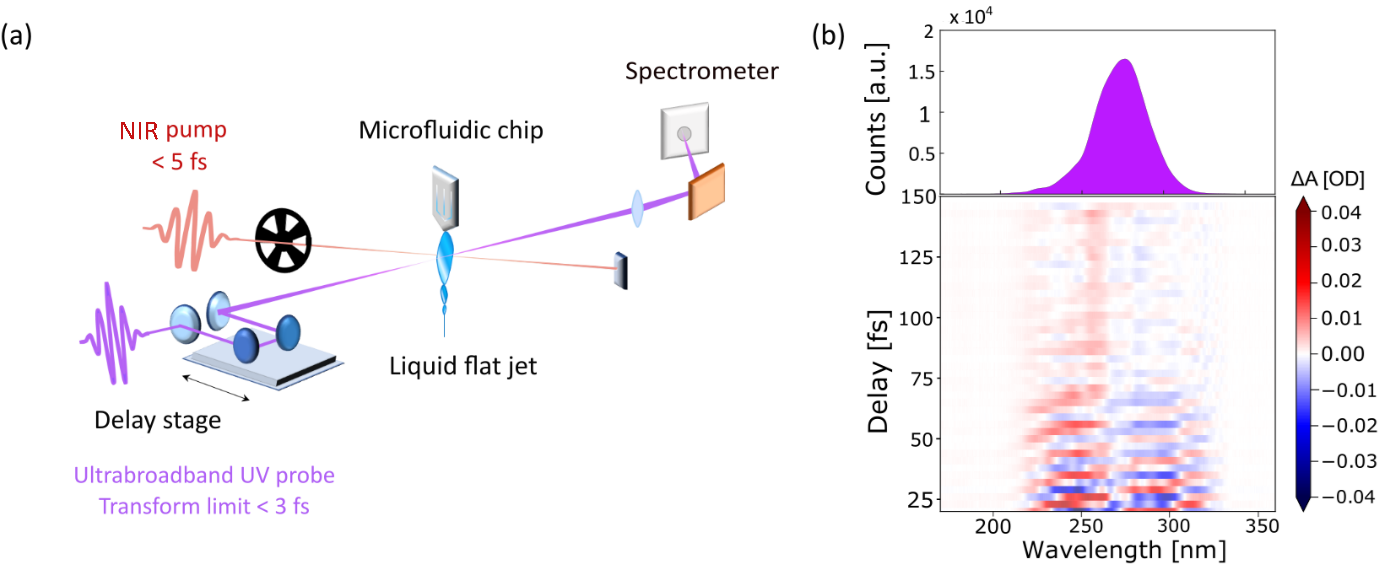 (a)
NIR pump
< 5 fs
Microfluidic chip
Spectrometer
Liquid flat jet
Delay stage
Ultrabroadband UV probe
Transform limit < 3 fs
(b)
x 10⁴
2
1.5
1
0.5
150
Counts [a.u.]
150
125
100
75
50
25
Delay [fs]
200 250 300 350
Wavelength [nm]
ΔA [OD]
0.04
0.03
0.02
0.01
0.00
−0.01
−0.02
−0.03
−0.04